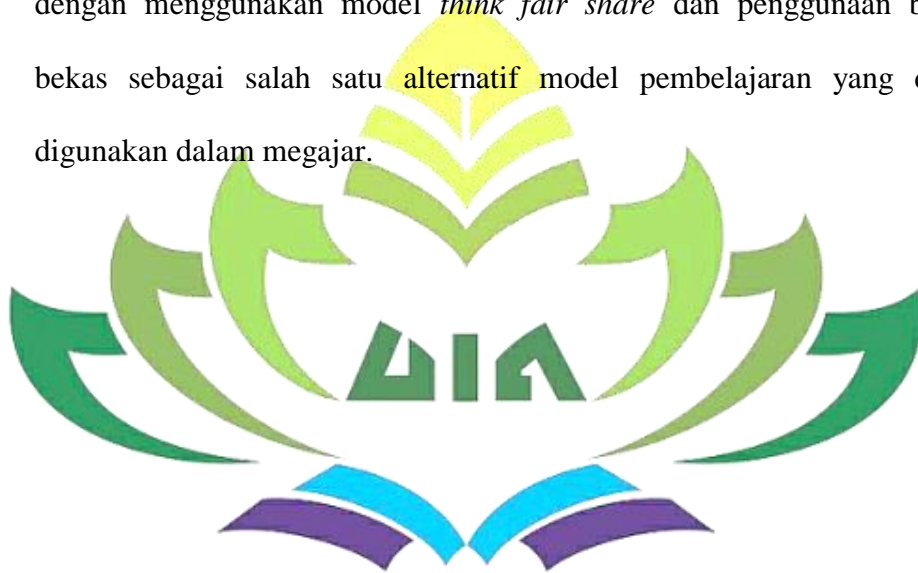 dengan menggunakan model think fair share dan penggunaan b
bekas sebagai salah satu alternatif model pembelajaran yang
digunakan dalam megajar.
UIN